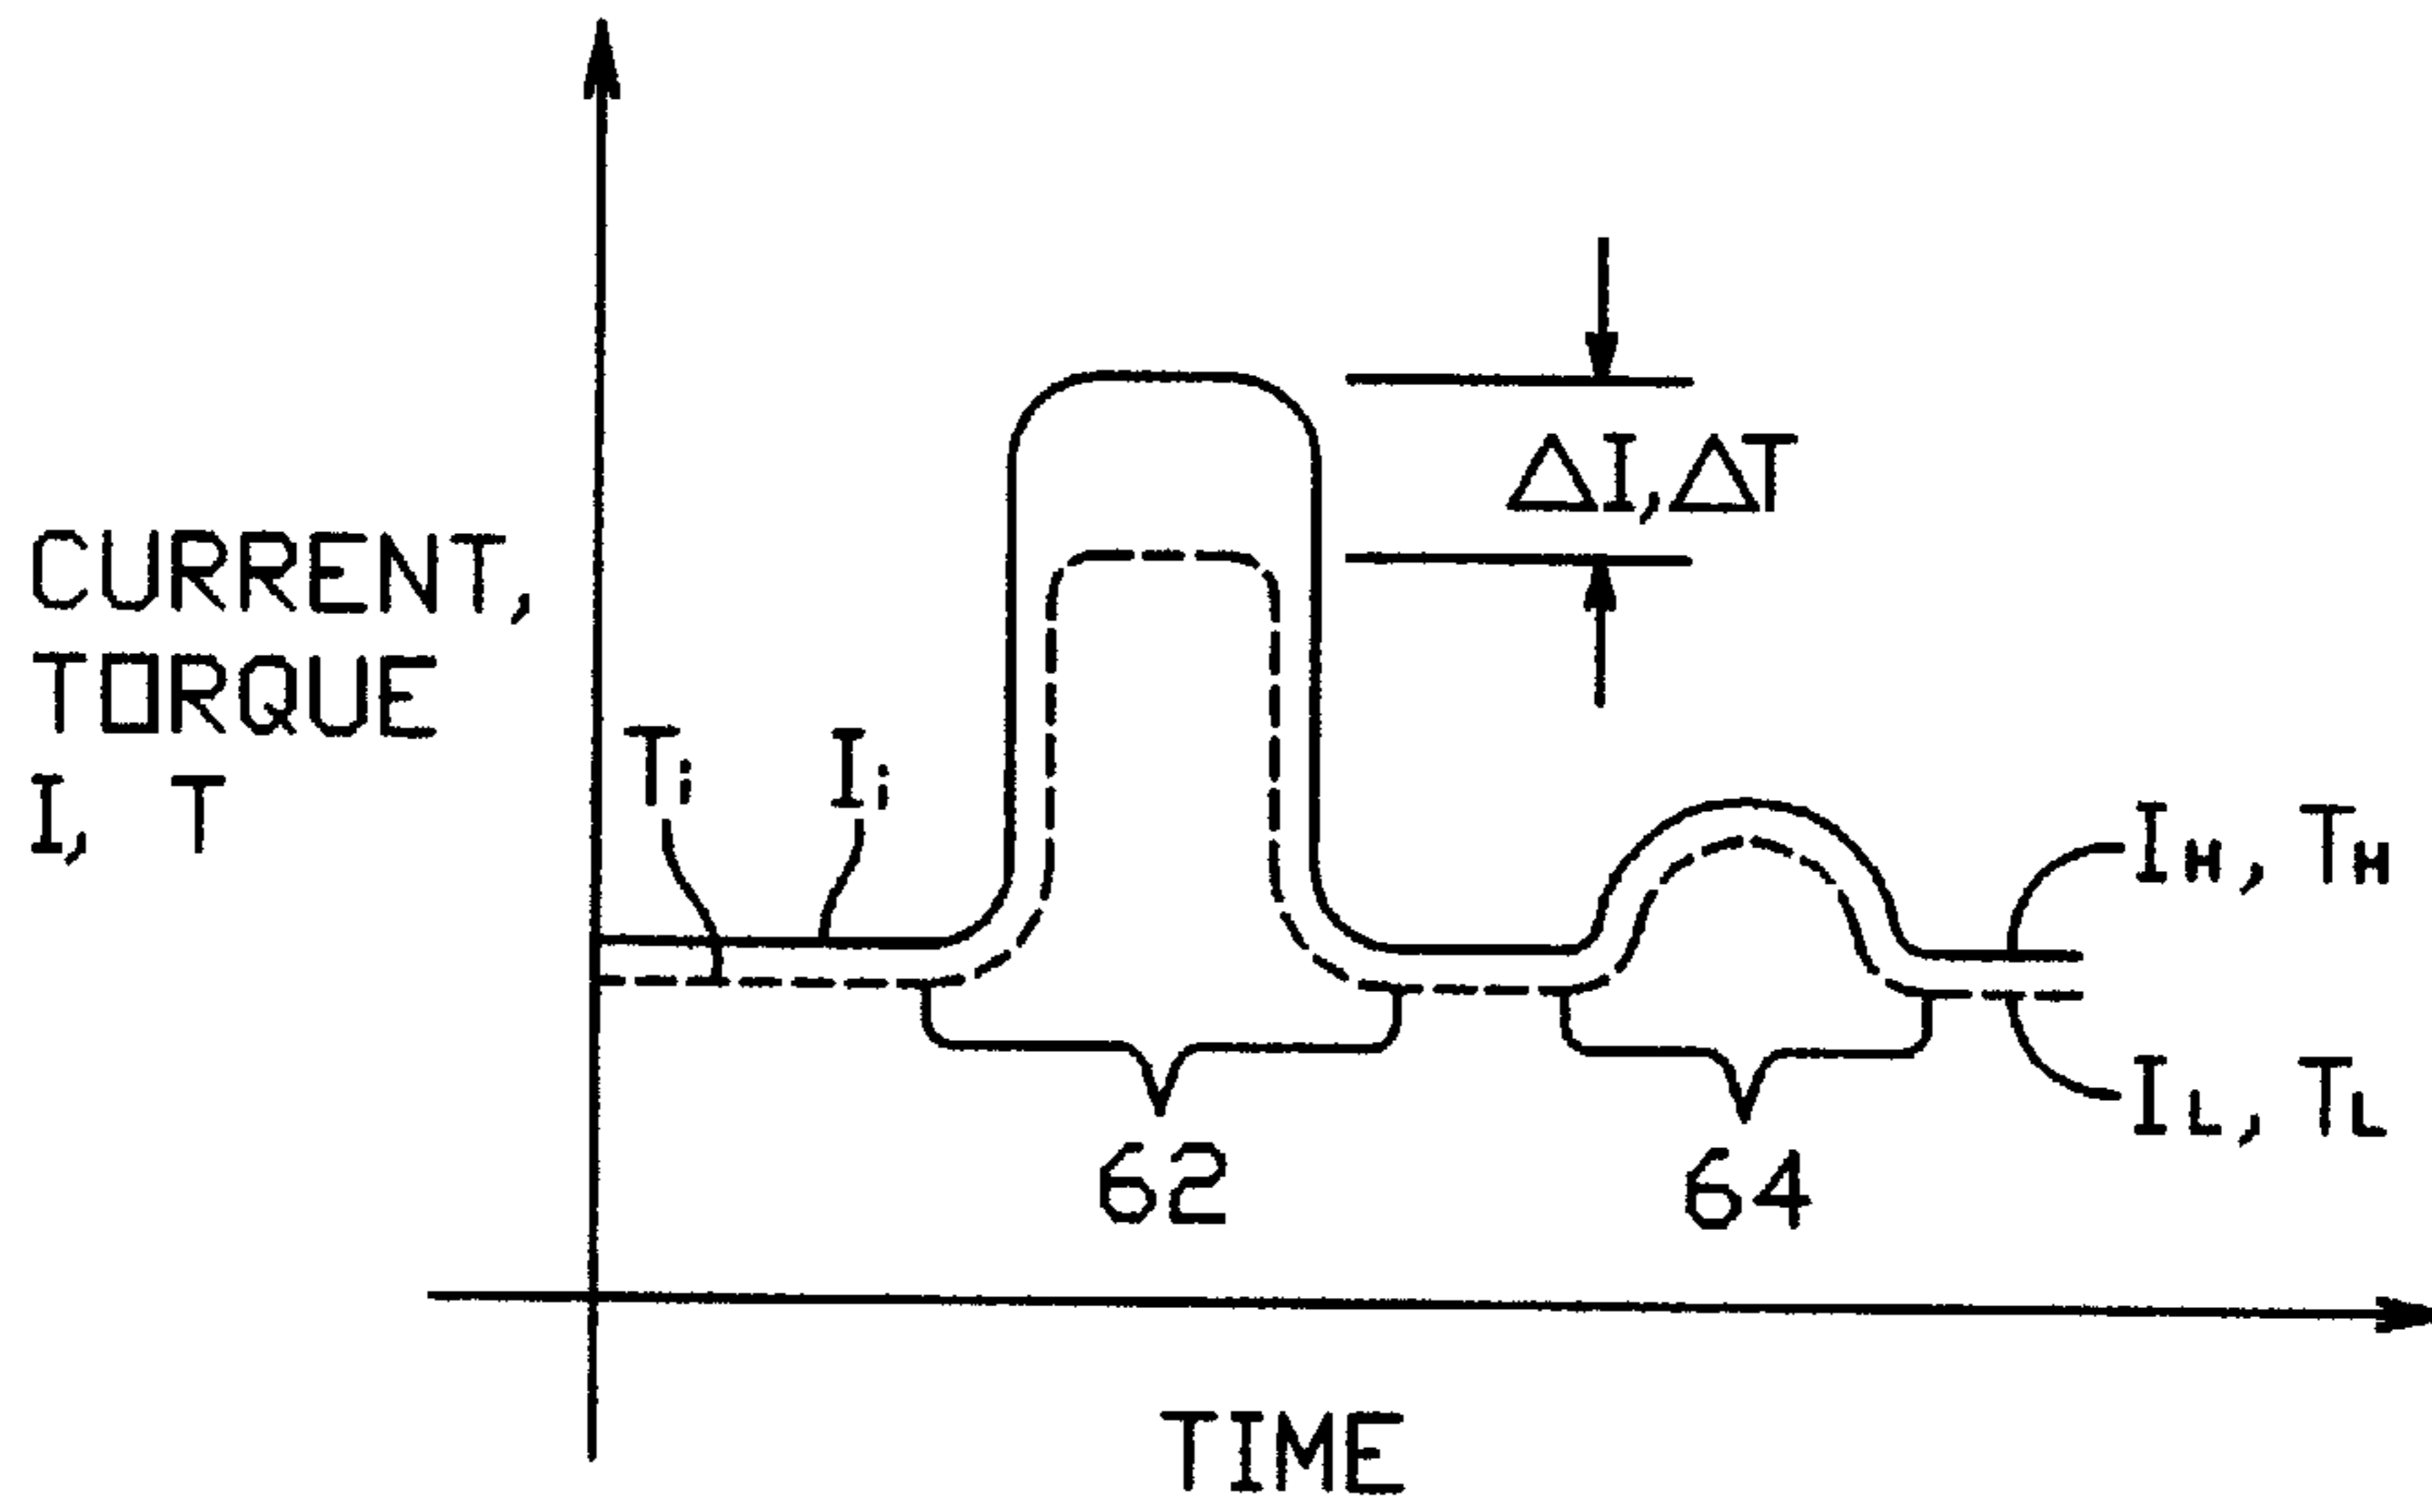 CURRENT,
TORQUE
I, T
Ti
Ii
ΔI,ΔT
IH, TH
IL, TL
62
64
TIME